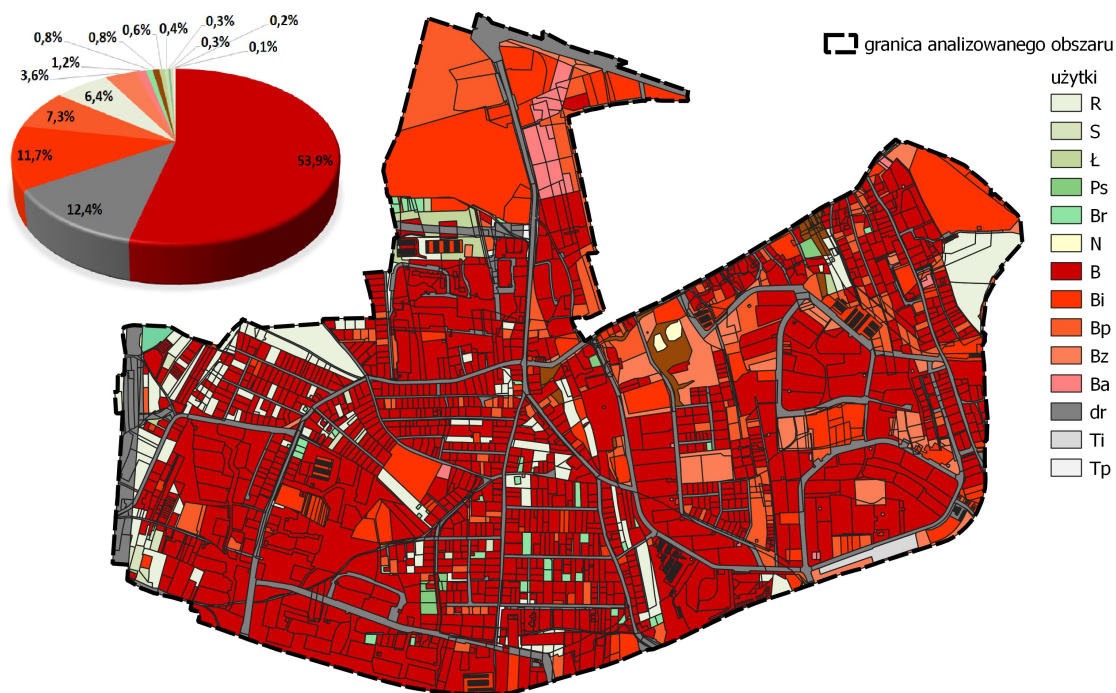 0,3%
0,4%
0,2%
0,6%
0,8%
0,8%
0,3%
0,1%
1,2%
3,6%
6,4%
7,3%
11,7%
53,9%
12,4%
granica analizowanego obszaru
użytki
R
S
Ł
Ps
Br
N
B
Bi
Bp
Bz
Ba
dr
Ti
Tp